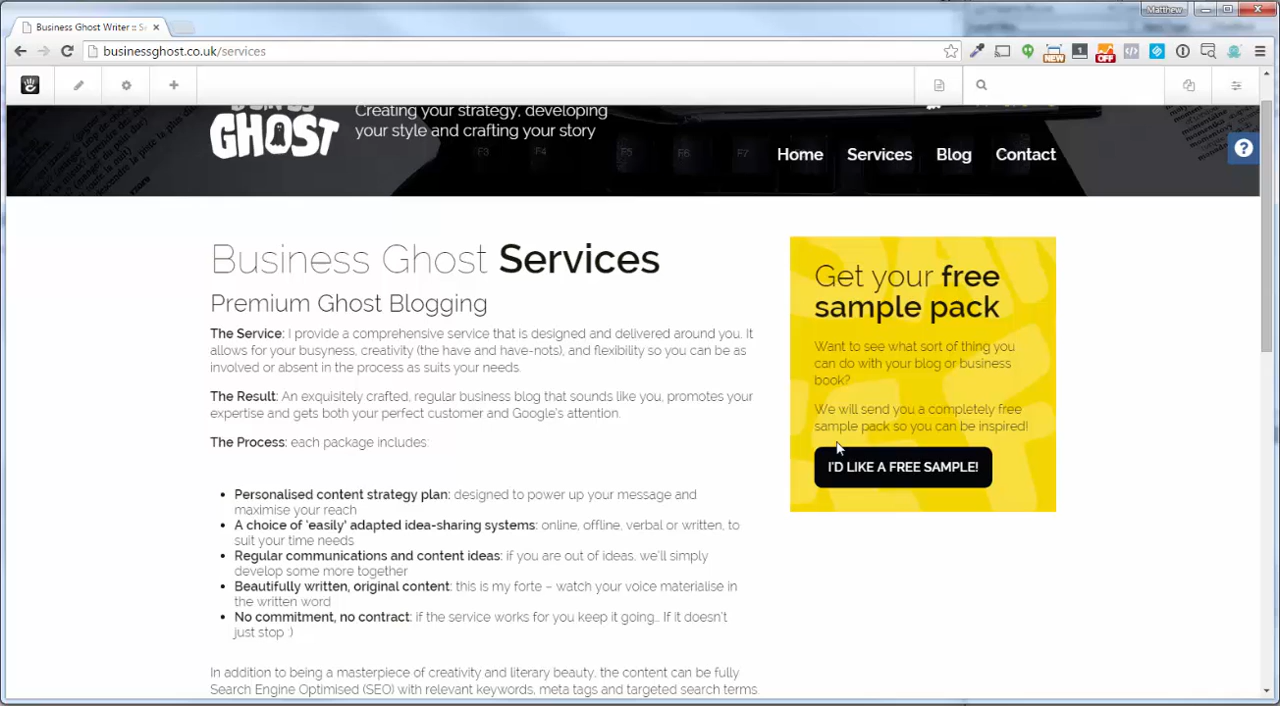 Matthew
Business Ghost Writer :: Se
businessghost.co.uk/services
NEW
1
OFF
GHOST
Creating your strategy, developing
your style and crafting your story
F3 F4 F5 F6 F7
Home Services Blog Contact
?
Business Ghost Services
Premium Ghost Blogging
The Service: I provide a comprehensive service that is designed and delivered around you. It
allows for your busyness, creativity (the have and have-nots), and flexibility so you can be as
involved or absent in the process as suits your needs.
The Result: An exquisitely crafted, regular business blog that sounds like you, promotes your
expertise and gets both your perfect customer and Google's attention.
The Process: each package includes:
• Personalised content strategy plan: designed to power up your message and
maximise your reach
• A choice of 'easily' adapted idea-sharing systems: online, offline, verbal or written, to
suit your time needs
• Regular communications and content ideas: if you are out of ideas, we'll simply
develop some more together
• Beautifully written, original content: this is my forte – watch your voice materialise in
the written word
• No commitment, no contract: if the service works for you keep it going... If it doesn't
just stop :)
In addition to being a masterpiece of creativity and literary beauty, the content can be fully
Search Engine Optimised (SEO) with relevant keywords, meta tags and targeted search terms.
Get your free
sample pack
Want to see what sort of thing you
can do with your blog or business
book?
We will send you a completely free
sample pack so you can be inspired!
I'D LIKE A FREE SAMPLE!